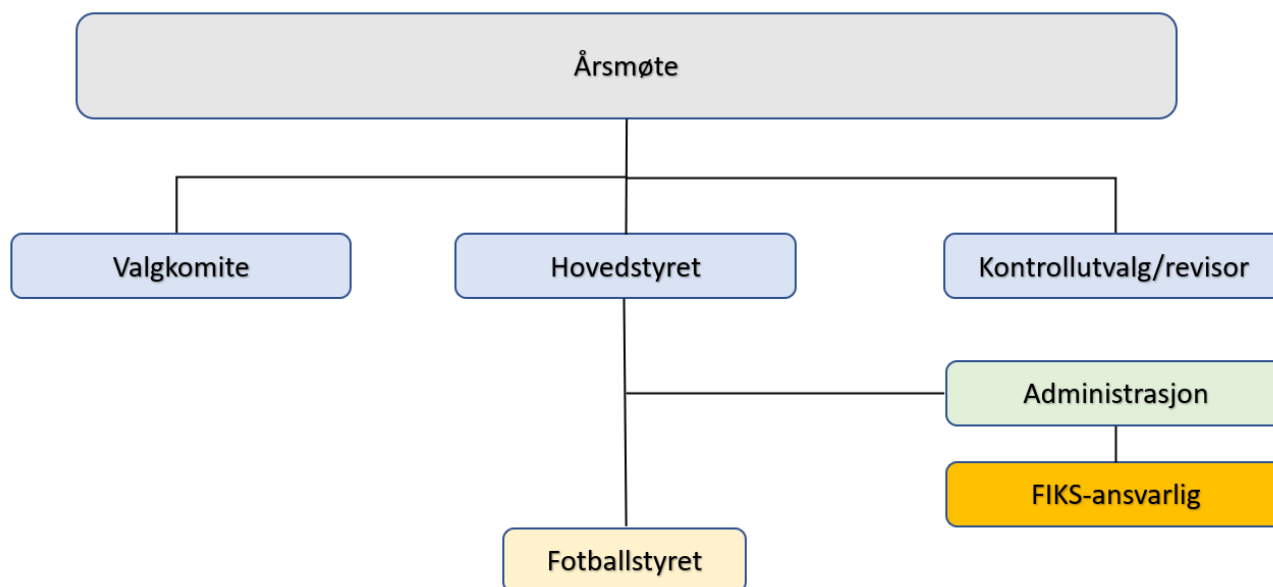 Årsmøte
Valgkomite
Hovedstyret
Kontrollutvalg/revisor
Administrasjon
FIKS-ansvarlig
Fotballstyret